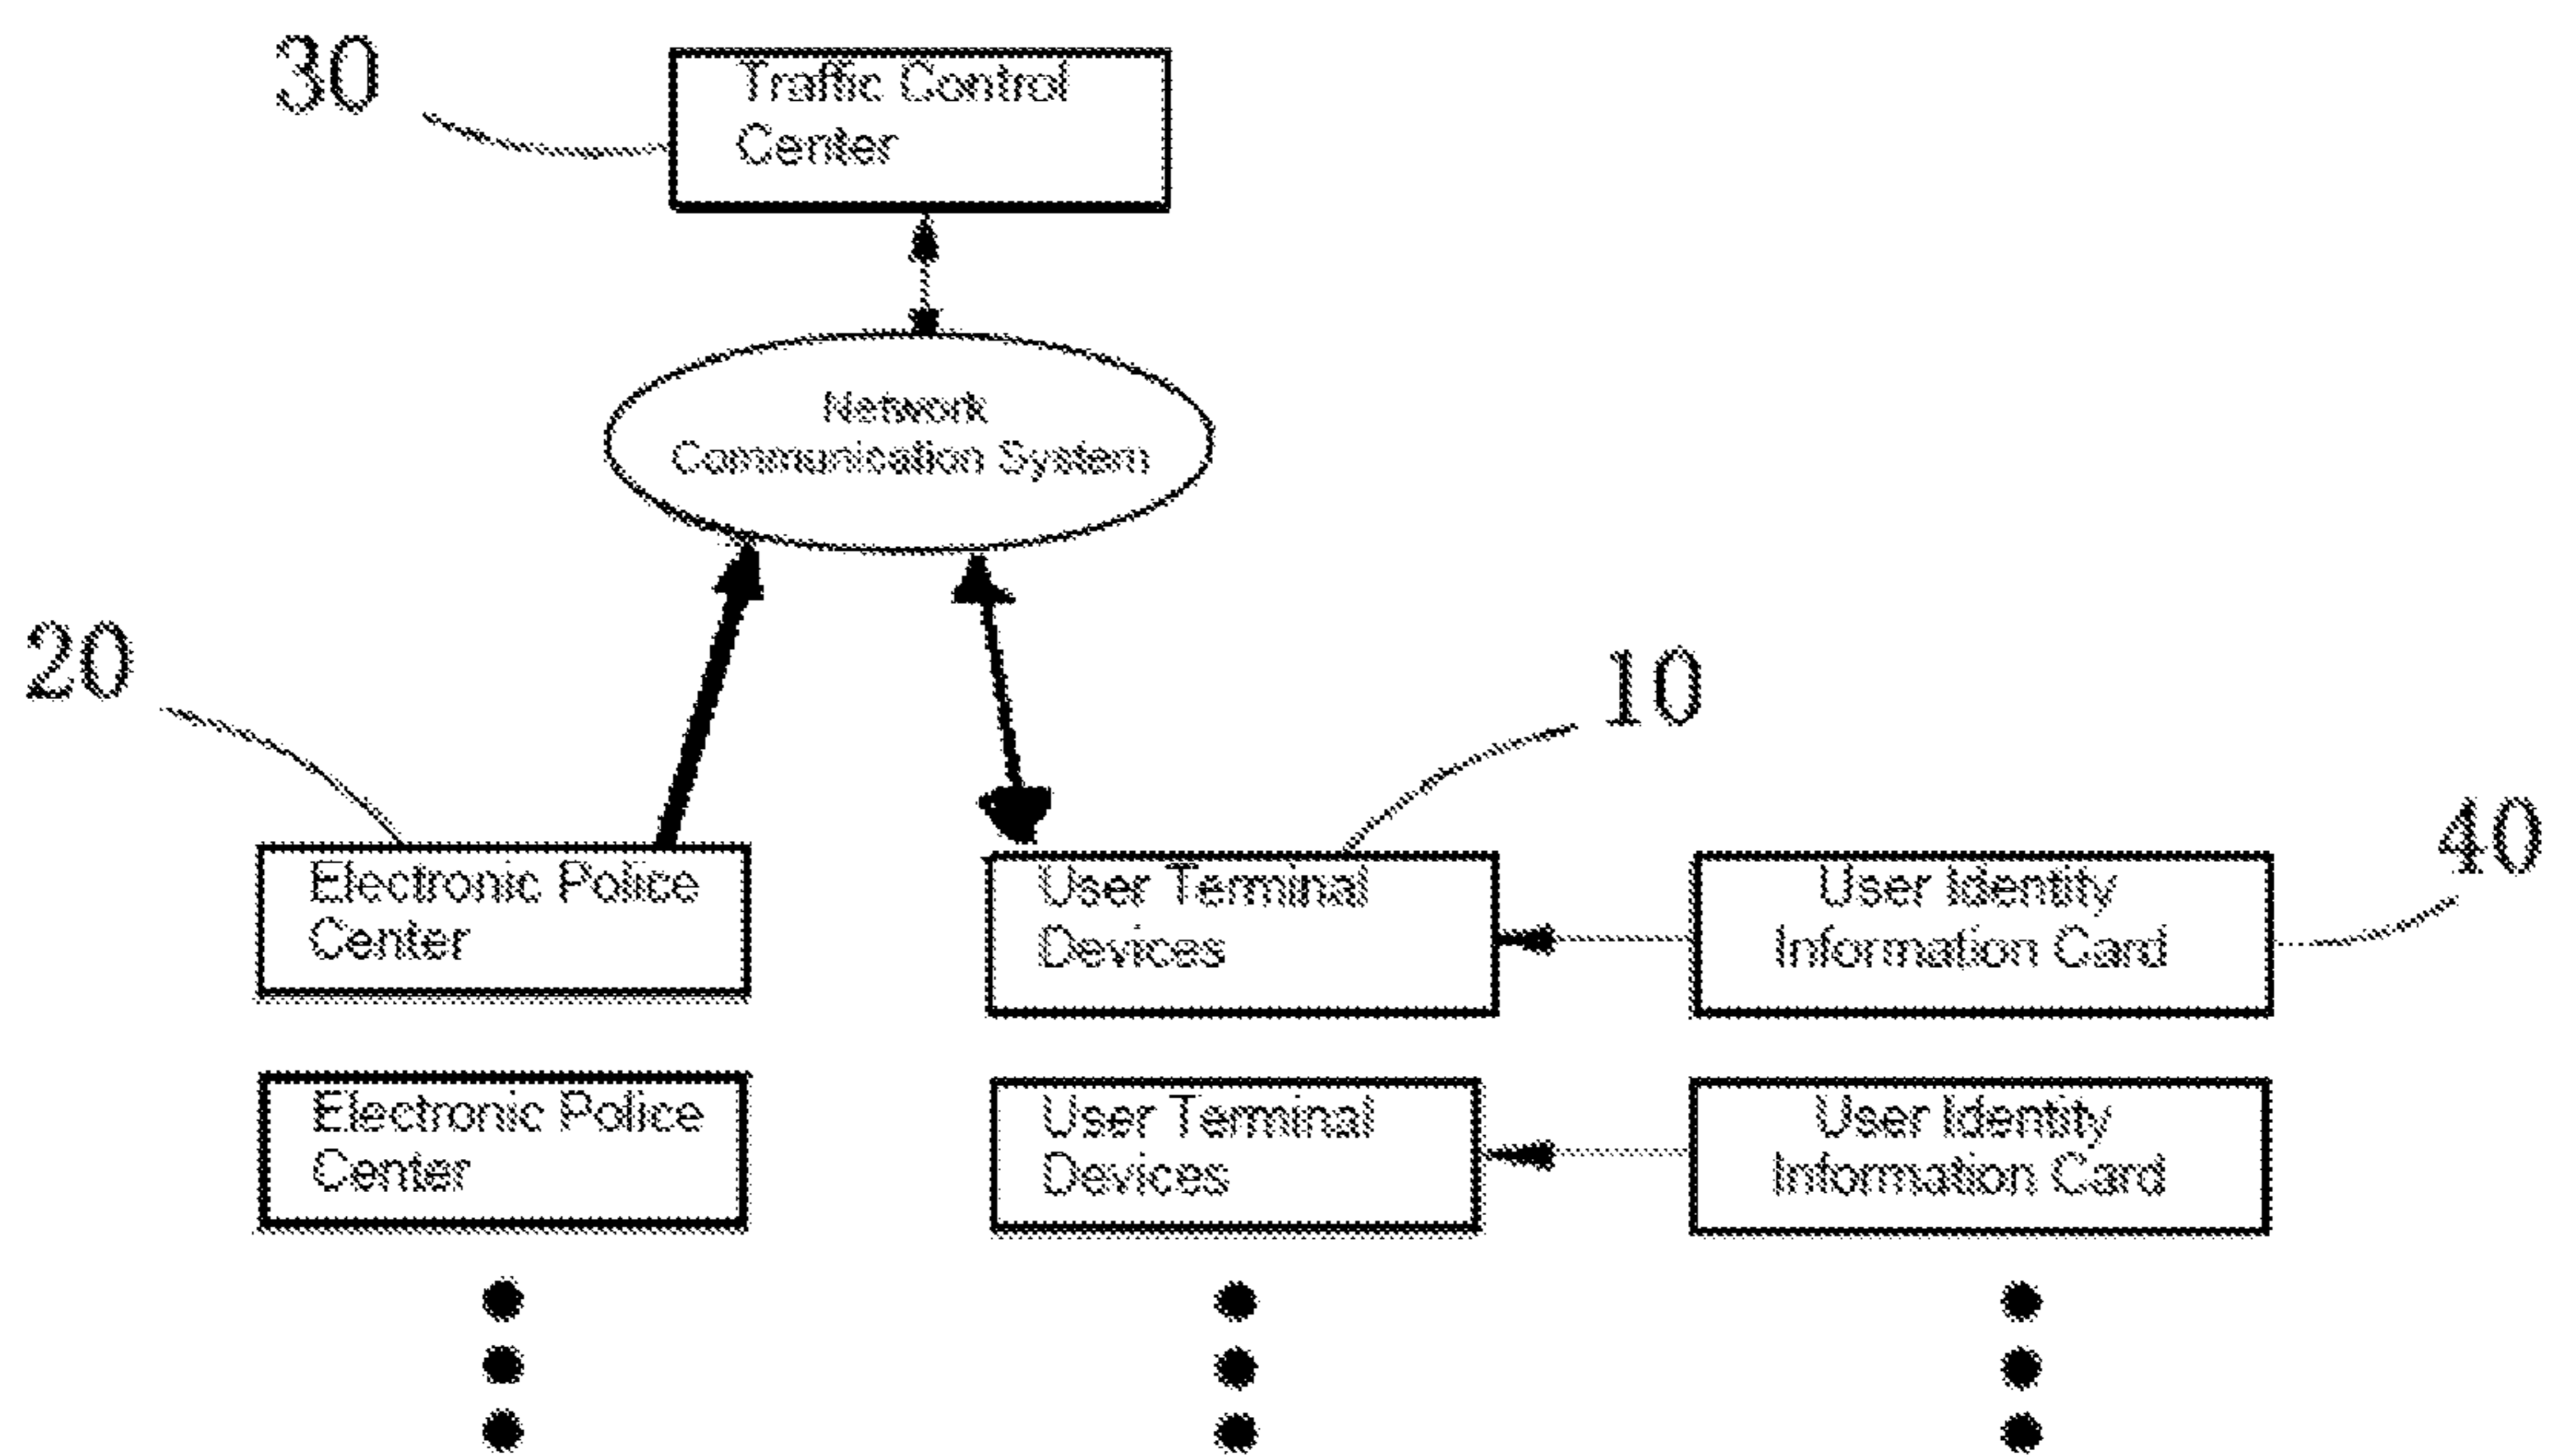 30
Traffic Control
Center
Network
Communication System
20
10
40
Electronic Police
Center
User Terminal
Devices
User Identity
Information Card
Electronic Police
Center
User Terminal
Devices
User Identity
Information Card